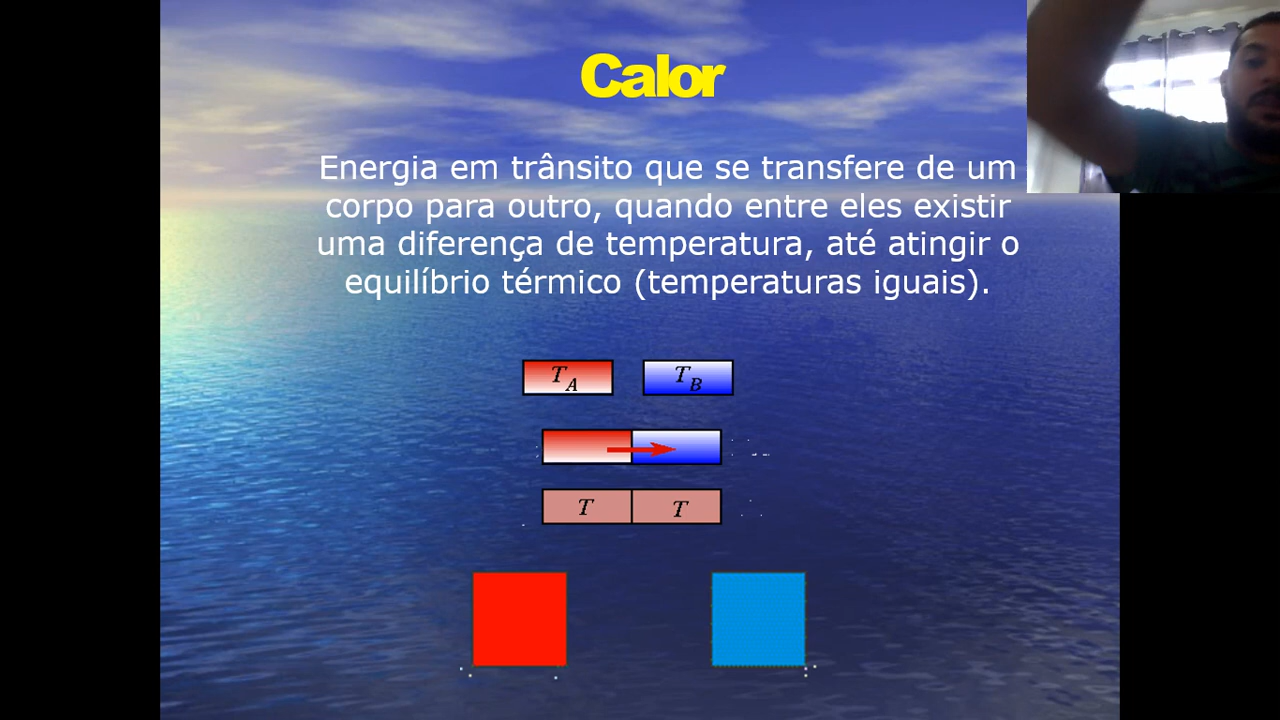 Calor
Energia em trânsito que se transfere de um
corpo para outro, quando entre eles existir
uma diferença de temperatura, até atingir o
equilíbrio térmico (temperaturas iguais).
T_A T_B
T T